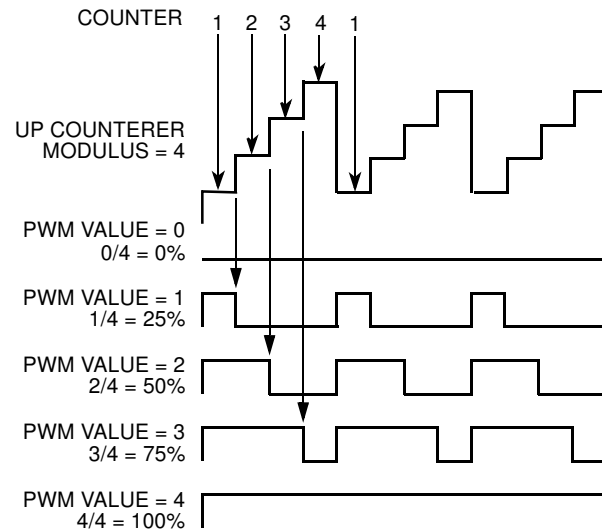 COUNTER
1 2 3 4 1
UP COUNTERER
MODULUS = 4
PWM VALUE = 0
0/4 = 0%
PWM VALUE = 1
1/4 = 25%
PWM VALUE = 2
2/4 = 50%
PWM VALUE = 3
3/4 = 75%
PWM VALUE = 4
4/4 = 100%